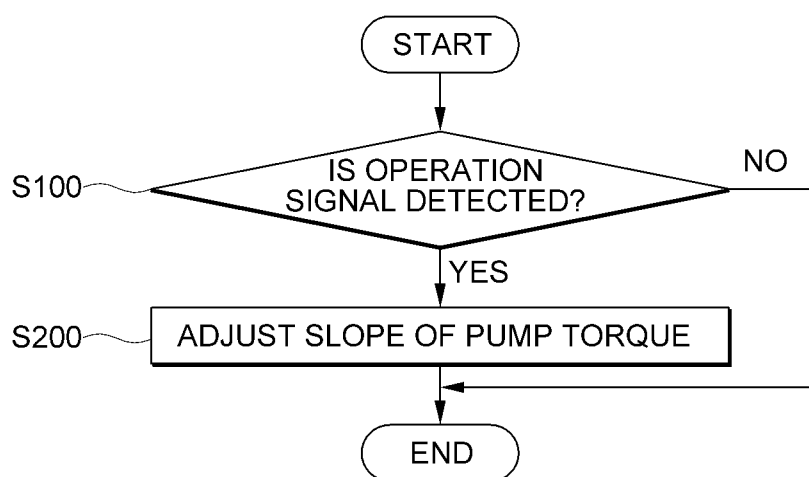 START
IS OPERATION
SIGNAL DETECTED?
NO
S100
YES
S200
ADJUST SLOPE OF PUMP TORQUE
END